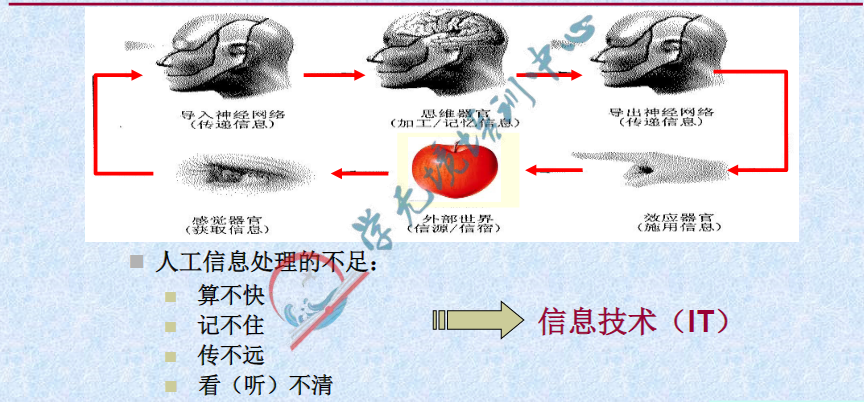 导入神经网络
(传递信息)
思维器官
(加工/记忆信息)
导出神经网络
(传递信息)
感觉器官
(获取信息)
外部世界
(信源/信宿)
效应器官
(施用信息)
学无境培训中心
人工信息处理的不足：
算不快
记不住
传不远
看（听）不清
信息技术（IT）